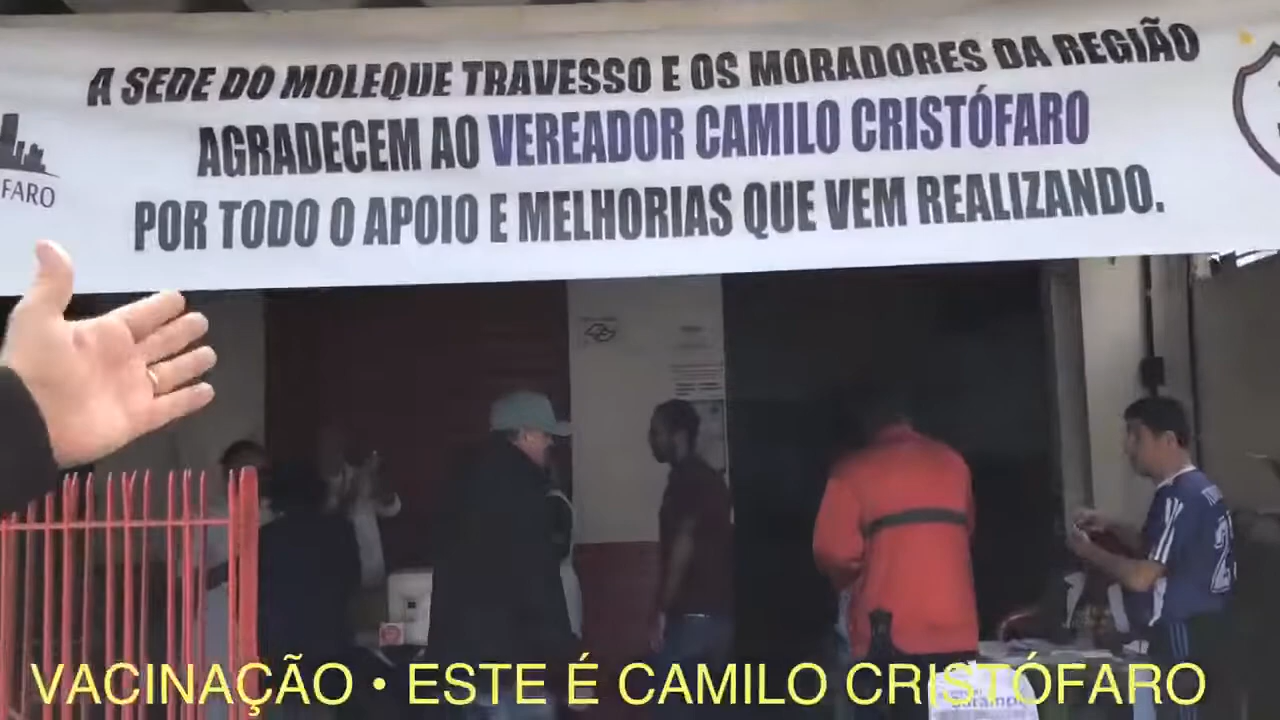 A SEDE DO MOLEQUE TRAVESSO E OS MORADORES DA REGIÃO
AGRADECEM AO VEREADOR CAMILO CRISTÓFARO
POR TODO O APOIO E MELHORIAS QUE VEM REALIZANDO.
FARO
VACINAÇÃO • ESTE É CAMILO CRISTÓFARO